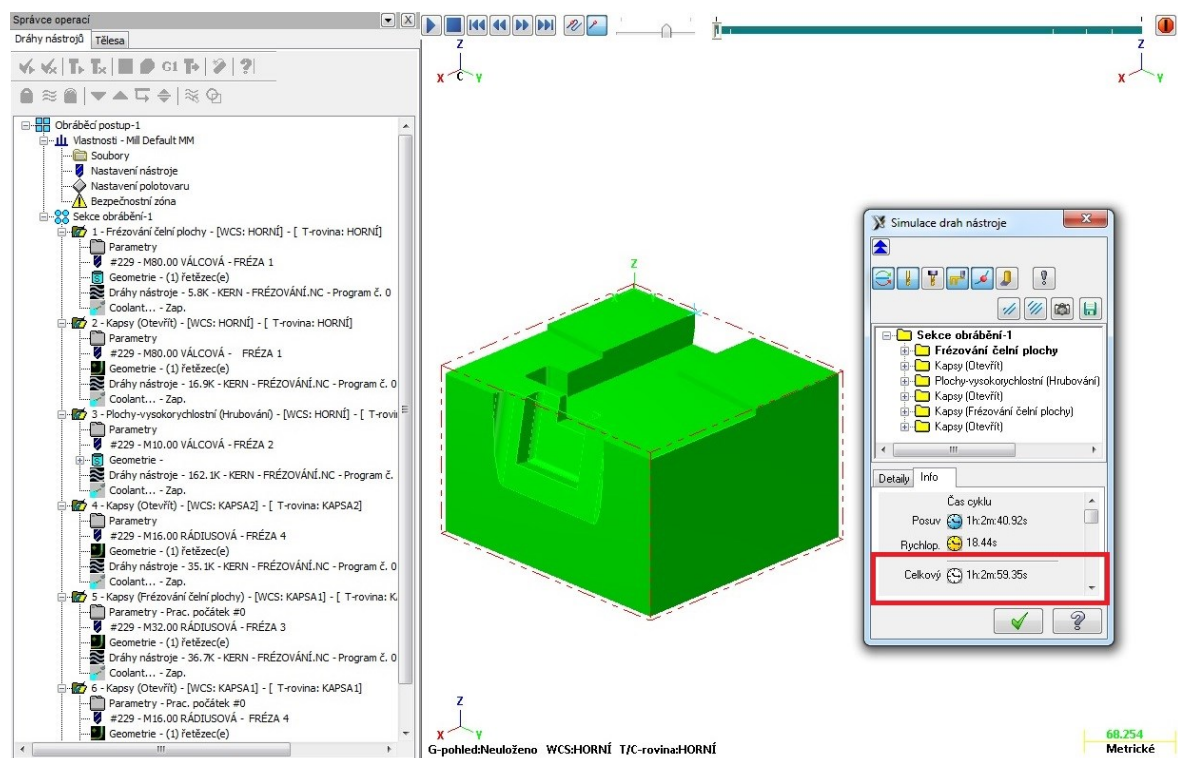 Správce operací
Dráhy nástrojů Tělesa
G1
Obráběcí postup-1
Vlastnosti - Mill Default MM
Soubory
Nastavení nástroje
Nastavení polotovaru
Bezpečnostní zóna
Sekce obrábění-1
1 - Frézování čelní plochy - [WCS: HORNÍ] - [ T-rovina: HORNÍ]
Parametry
#229 - M80.00 VÁLCOVÁ - FRÉZA 1
Geometrie - (1) řetězec(e)
Dráhy nástroje - 5.8K - KERN - FRÉZOVÁNÍ.NC - Program č. 0
Coolant... - Zap.
2 - Kapsy (Otevřít) - [WCS: HORNÍ] - [ T-rovina: HORNÍ]
Parametry
#229 - M80.00 VÁLCOVÁ - FRÉZA 1
Geometrie - (1) řetězec(e)
Dráhy nástroje - 16.9K - KERN - FRÉZOVÁNÍ.NC - Program č. 0
Coolant... - Zap.
3 - Plochy-vysokorychlostní (Hrubování) - [WCS: HORNÍ] - [ T-rovi
Parametry
#229 - M10.00 VÁLCOVÁ - FRÉZA 2
Geometrie -
Dráhy nástroje - 162.1K - KERN - FRÉZOVÁNÍ.NC - Program č.
Coolant... - Zap.
4 - Kapsy (Otevřít) - [WCS: KAPSA2] - [ T-rovina: KAPSA2]
Parametry
#229 - M16.00 RÁDIUSOVÁ - FRÉZA 4
Geometrie - (1) řetězec(e)
Dráhy nástroje - 35.1K - KERN - FRÉZOVÁNÍ.NC - Program č. 0
Coolant... - Zap.
5 - Kapsy (Frézování čelní plochy) - [WCS: KAPSA1] - [ T-rovina: K
Parametry - Prac. počátek #0
#229 - M32.00 RÁDIUSOVÁ - FRÉZA 3
Geometrie - (1) řetězec(e)
Dráhy nástroje - 36.7K - KERN - FRÉZOVÁNÍ.NC - Program č. 0
Coolant... - Zap.
6 - Kapsy (Otevřít) - [WCS: KAPSA1] - [ T-rovina: KAPSA1]
Parametry - Prac. počátek #0
#229 - M16.00 RÁDIUSOVÁ - FRÉZA 4
Geometrie - (1) řetězec(e)
Z
X C Y
Z
X Y
Z
Simulace drah nástroje
Sekce obrábění-1
Frézování čelní plochy
Kapsy (Otevřít)
Plochy-vysokorychlostní (Hrubování)
Kapsy (Otevřít)
Kapsy (Frézování čelní plochy)
Kapsy (Otevřít)
Detaily Info
Čas cyklu
Posuv 1h:2m:40.92s
Rychlop. 18.44s
Celkový 1h:2m:59.35s
Z
X Y
G-pohled:Neuloženo WCS:HORNÍ T/C-rovina:HORNÍ
68.254
Metrické